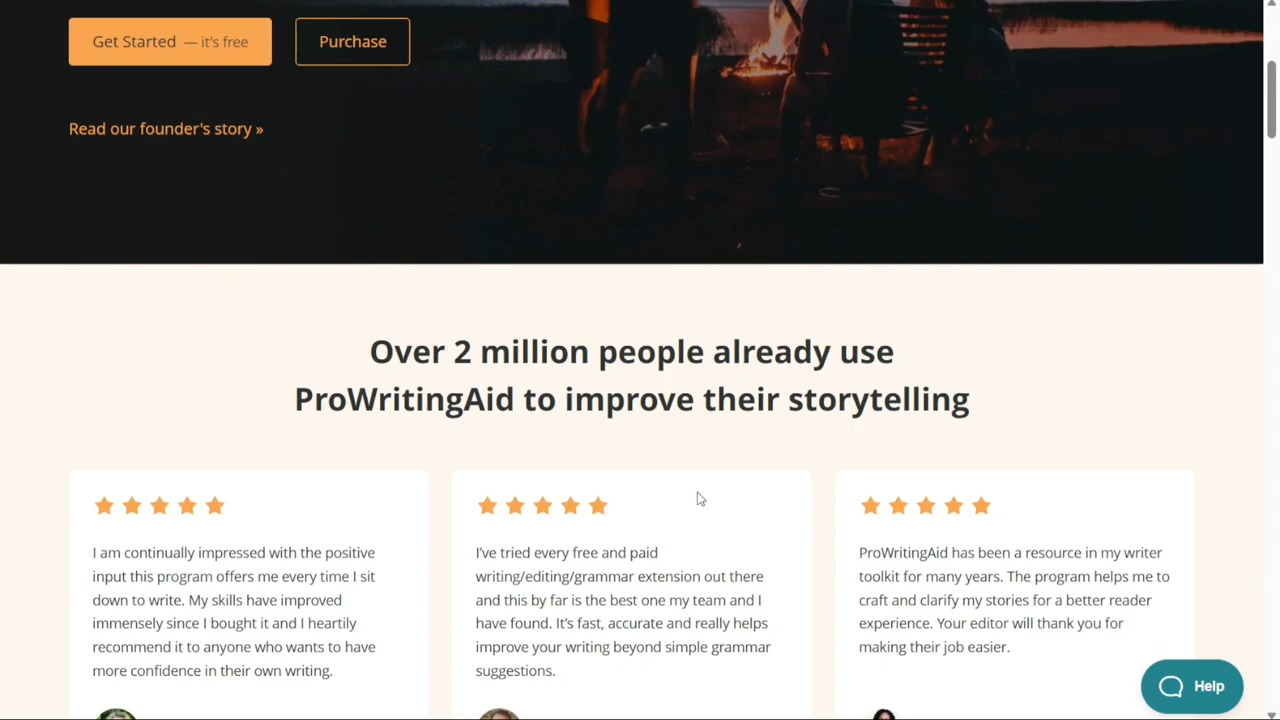 Get Started — it's free
Purchase
Read our founder's story »
Over 2 million people already use
ProWritingAid to improve their storytelling
I am continually impressed with the positive
input this program offers me every time I sit
down to write. My skills have improved
immensely since I bought it and I heartily
recommend it to anyone who wants to have
more confidence in their own writing.
I've tried every free and paid
writing/editing/grammar extension out there
and this by far is the best one my team and I
have found. It's fast, accurate and really helps
improve your writing beyond simple grammar
suggestions.
ProWritingAid has been a resource in my writer
toolkit for many years. The program helps me to
craft and clarify my stories for a better reader
experience. Your editor will thank you for
making their job easier.
Help